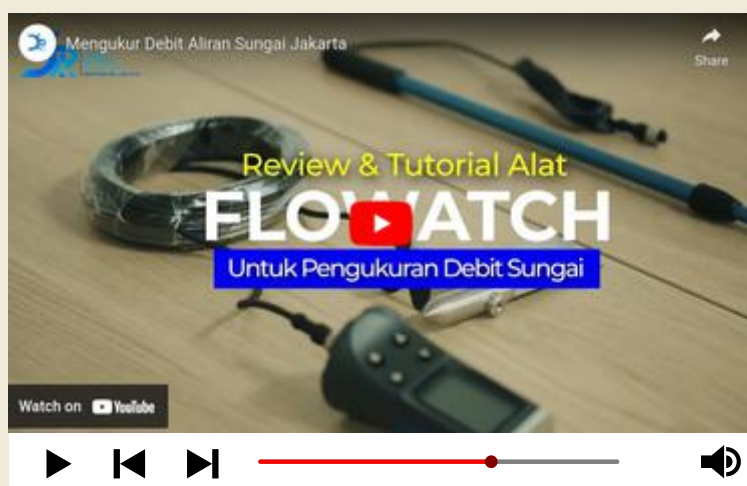 Mengukur Debit Aliran Sungai Jakarta
Share
Review & Tutorial Alat
FLOWATCH
Untuk Pengukuran Debit Sungai
Watch on YouTube